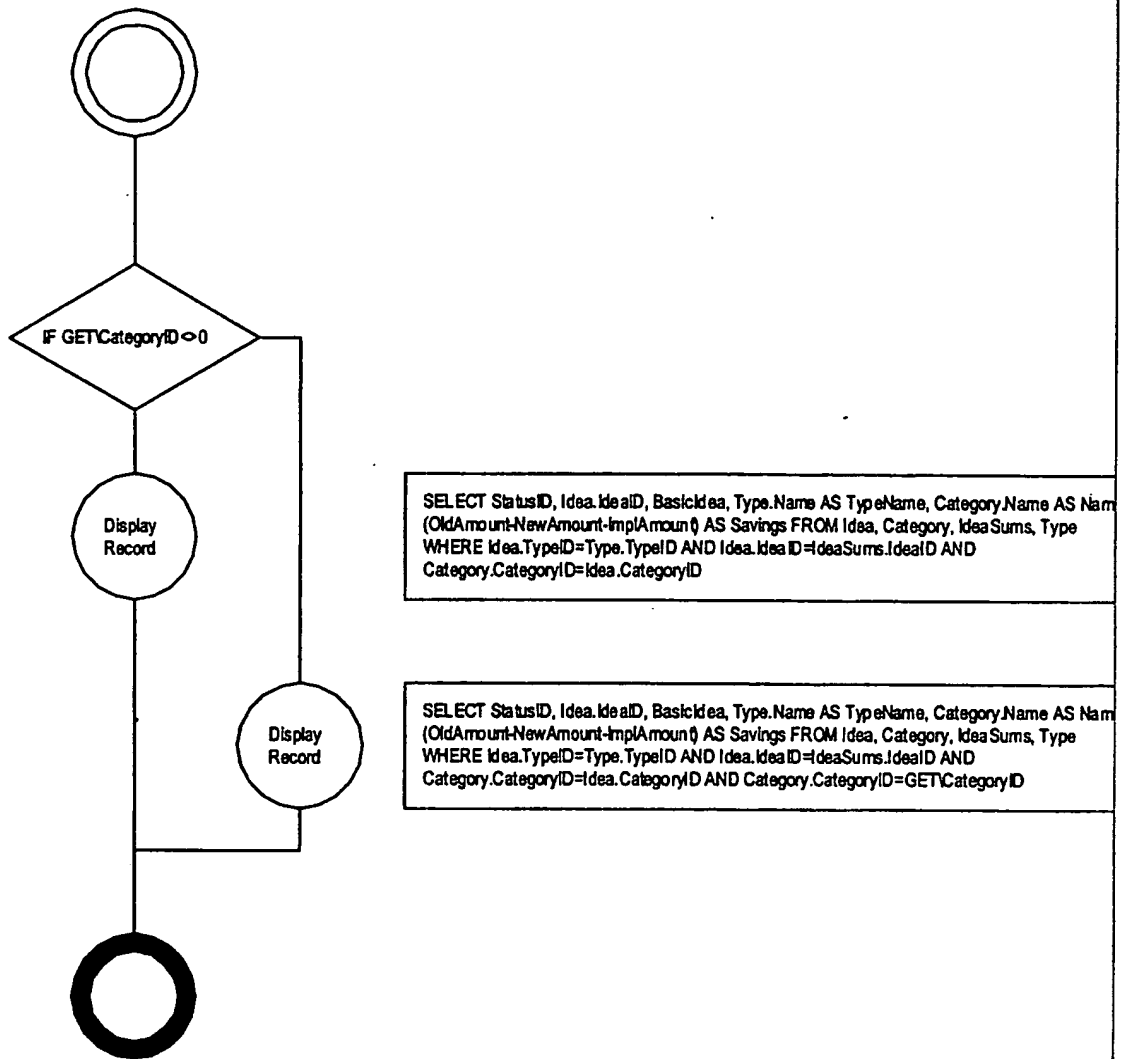 IF GET\CategoryID<>0
Display
Record
SELECT StatusID, Idea.IdeaID, BasicIdea, Type.Name AS TypeName, Category.Name AS Nam
(OldAmount-NewAmount-ImplAmount) AS Savings FROM Idea, Category, IdeaSums, Type
WHERE Idea.TypeID=Type.TypeID AND Idea.IdeaID=IdeaSums.IdeaID AND
Category.CategoryID=Idea.CategoryID
Display
Record
SELECT StatusID, Idea.IdeaID, BasicIdea, Type.Name AS TypeName, Category.Name AS Nam
(OldAmount-NewAmount-ImplAmount) AS Savings FROM Idea, Category, IdeaSums, Type
WHERE Idea.TypeID=Type.TypeID AND Idea.IdeaID=IdeaSums.IdeaID AND
Category.CategoryID=Idea.CategoryID AND Category.CategoryID=GET\CategoryID